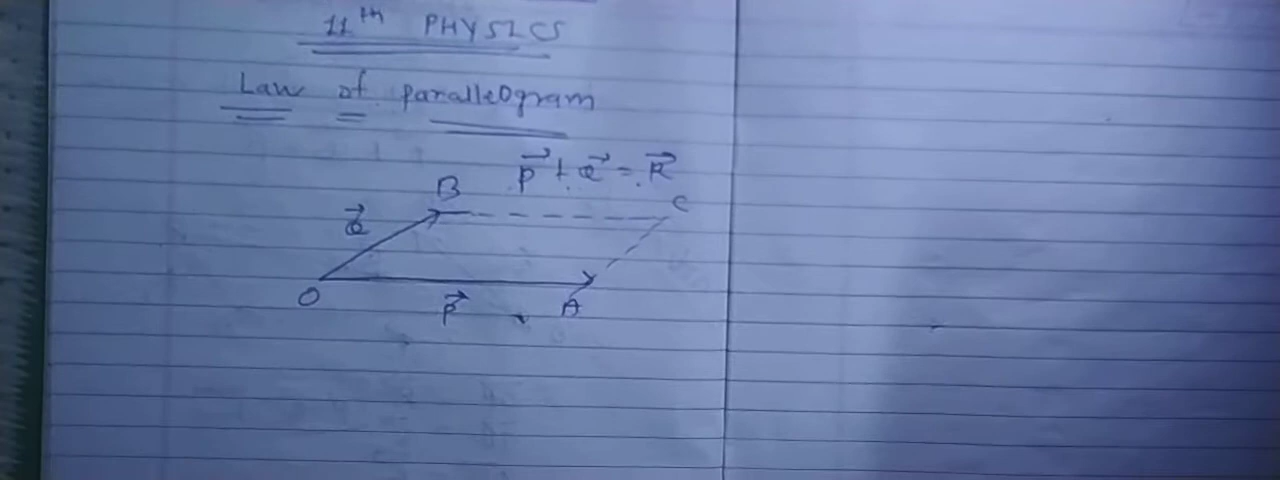 11th PHYSICS
Law of parallelogram
P⃗ + Q⃗ = R⃗
B
C
Q⃗
O
P⃗
A